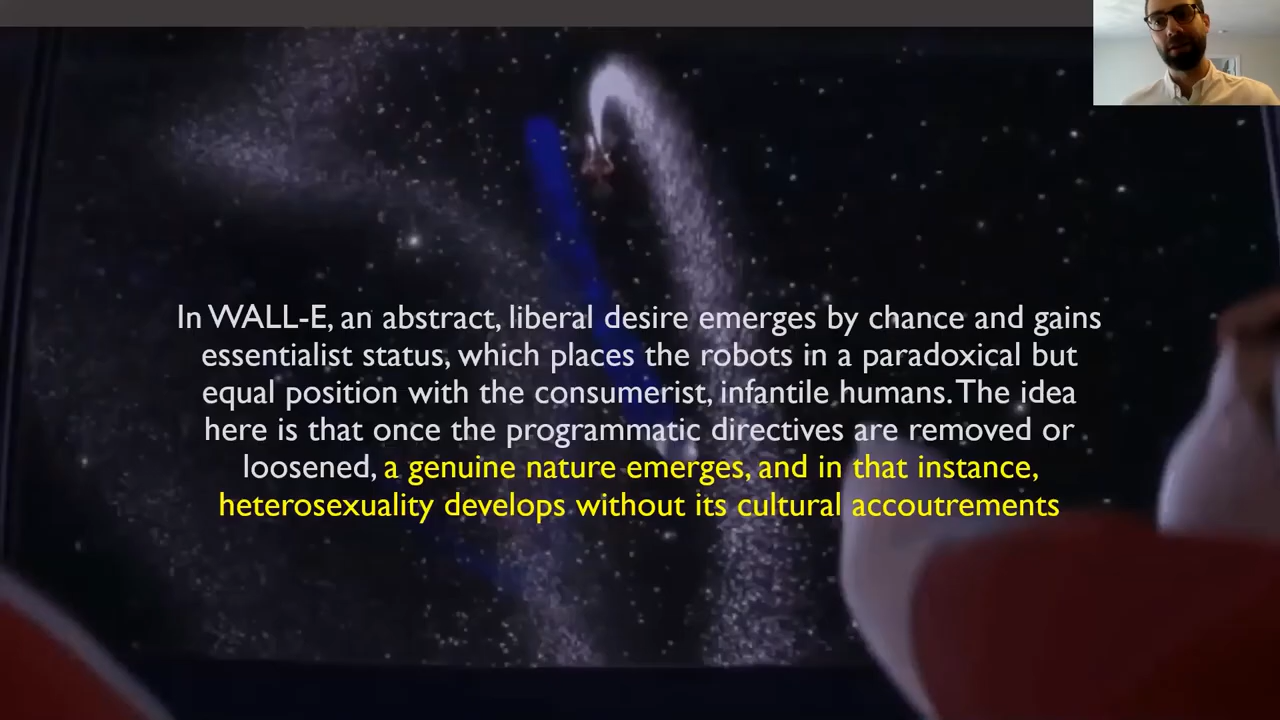 In WALL-E, an abstract, liberal desire emerges by chance and gains
essentialist status, which places the robots in a paradoxical but
equal position with the consumerist, infantile humans. The idea
here is that once the programmatic directives are removed or
loosened, a genuine nature emerges, and in that instance,
heterosexuality develops without its cultural accoutrements